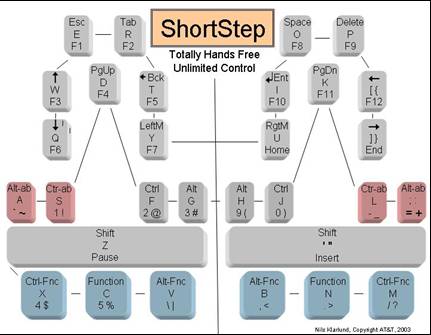 ShortStep
Totally Hands Free
Unlimited Control
Esc
E
F1
Tab
R
F2
Space
O
F8
Delete
P
F9
↑
W
F3
PgUp
D
F4
←Bck
T
F5
↲Ent
I
F10
PgDn
K
F11
←
[{
F12
↓
Q
F6
LeftM
Y
F7
RgtM
U
Home
→
]}
End
Alt-ab
A
` ~
Ctr-ab
S
1 !
Ctrl
F
2 @
Alt
G
3 #
Alt
H
9 (
Ctrl
J
0 )
Ctr-ab
L
- _
Alt-ab
; :
= +
Shift
Z
Pause
Shift
' "
Insert
Ctrl-Fnc
X
4 $
Function
C
5 %
Alt-Fnc
V
\ |
Alt-Fnc
B
, <
Function
N
. >
Ctrl-Fnc
M
/ ?
Nils Klarlund, Copyright AT&T, 2003